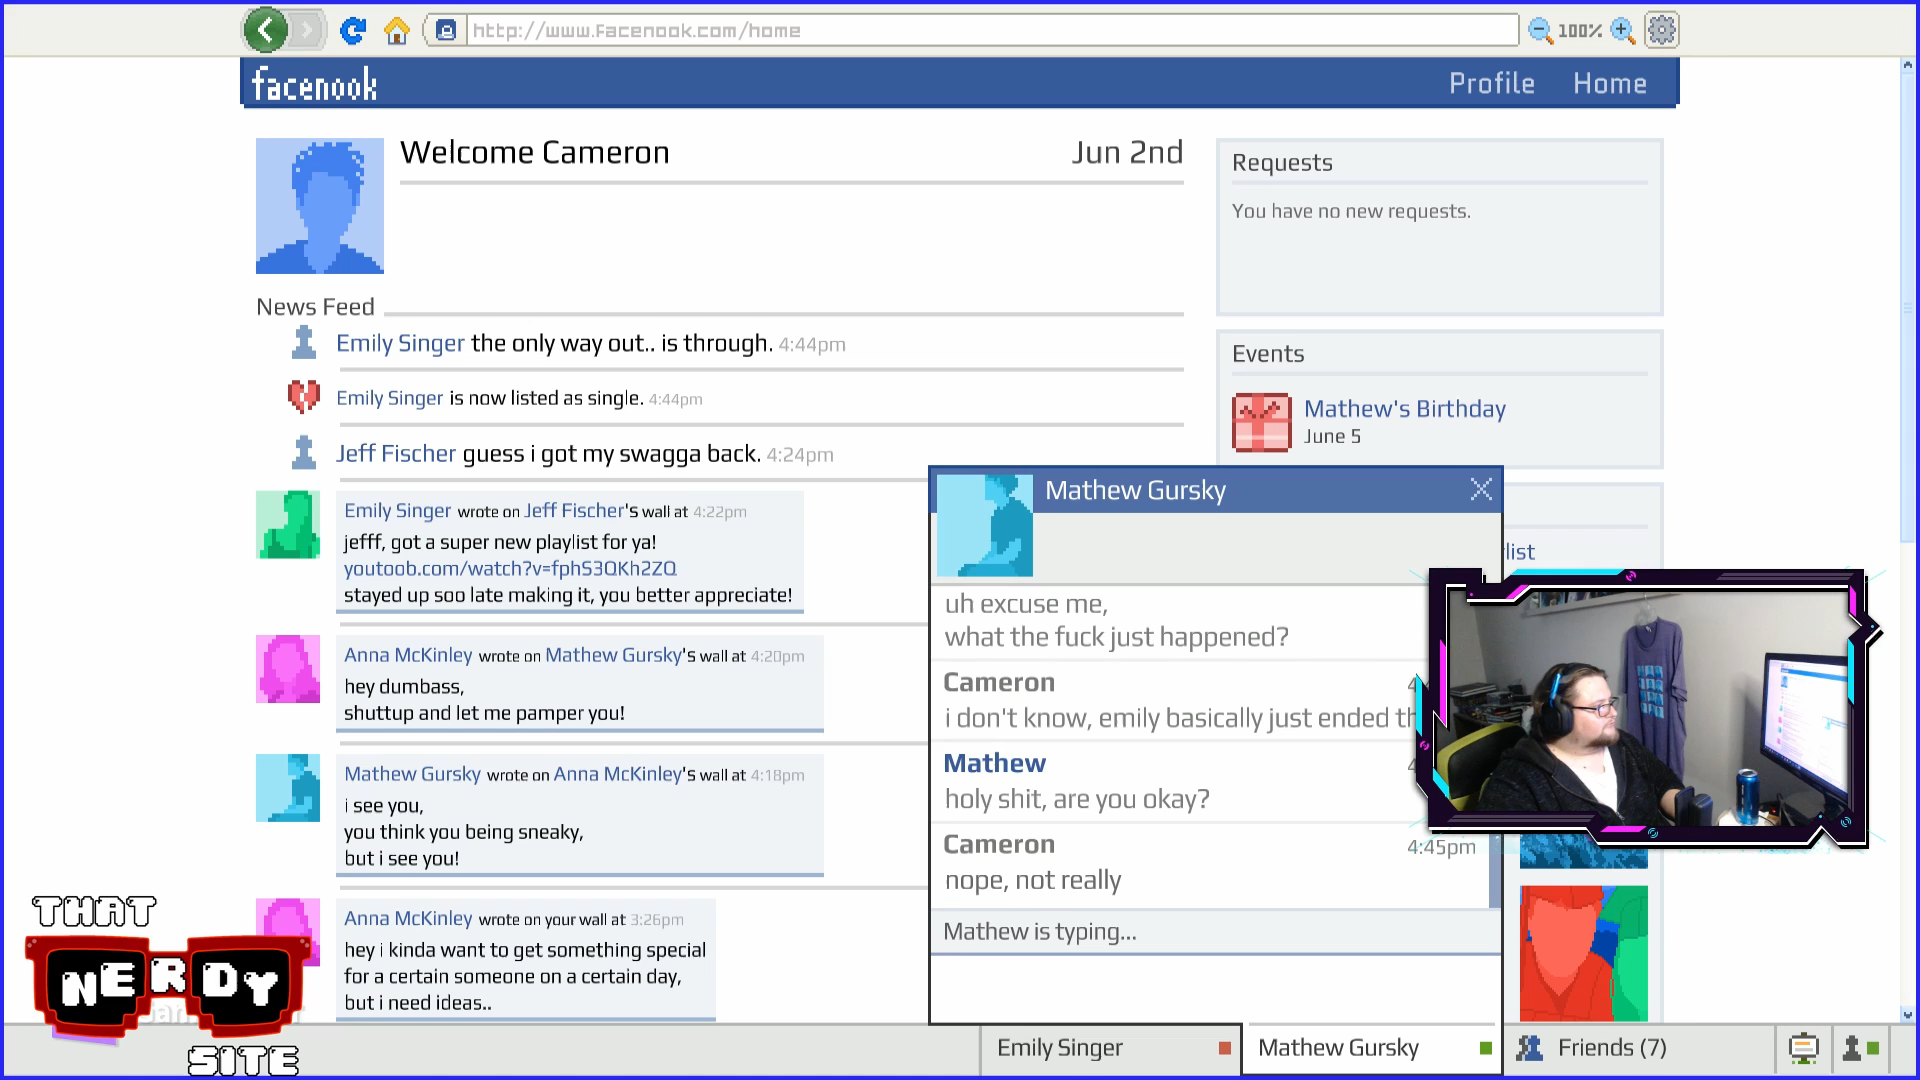 http://www.facenook.com/home
100%
facenook
Profile
Home
Welcome Cameron
Jun 2nd
News Feed
Emily Singer the only way out.. is through. 4:44pm
Emily Singer is now listed as single. 4:44pm
Jeff Fischer guess i got my swagga back. 4:24pm
Emily Singer wrote on Jeff Fischer's wall at 4:22pm
jefff, got a super new playlist for ya!
youtoob.com/watch?v=fphS3QKh2ZQ
stayed up soo late making it, you better appreciate!
Anna McKinley wrote on Mathew Gursky's wall at 4:20pm
hey dumbass,
shuttup and let me pamper you!
Mathew Gursky wrote on Anna McKinley's wall at 4:18pm
i see you,
you think you being sneaky,
but i see you!
Anna McKinley wrote on your wall at 3:26pm
hey i kinda want to get something special
for a certain someone on a certain day,
but i need ideas..
Requests
You have no new requests.
Events
Mathew's Birthday
June 5
list
Mathew Gursky
uh excuse me,
what the fuck just happened?
Cameron
i don't know, emily basically just ended
Mathew
holy shit, are you okay?
Cameron 4:45pm
nope, not really
Mathew is typing...
Emily Singer
Mathew Gursky
Friends (7)
THAT
NERDY
SITE